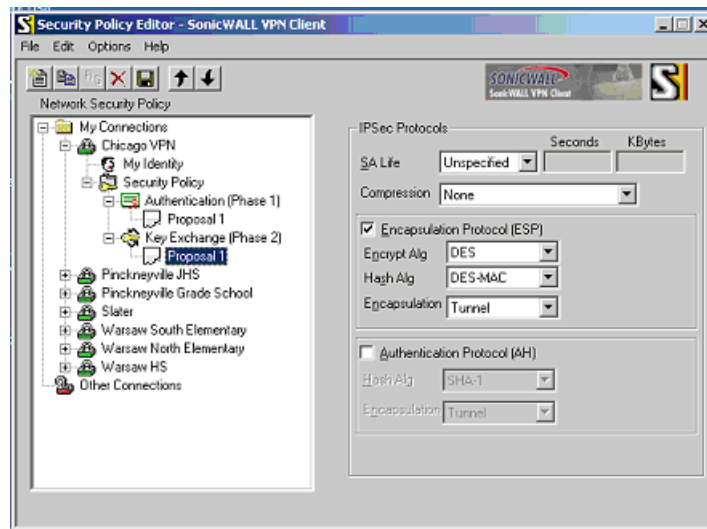 Security Policy Editor - SonicWALL VPN Client
File Edit Options Help
SONICWALL
SonicWALL VPN Client
Network Security Policy
My Connections
Chicago VPN
My Identity
Security Policy
Authentication (Phase 1)
Proposal 1
Key Exchange (Phase 2)
Proposal 1
Pinckneyville JHS
Pinckneyville Grade School
Slater
Warsaw South Elementary
Warsaw North Elementary
Warsaw HS
Other Connections
IPSec Protocols
Seconds KBytes
SA Life Unspecified
Compression None
Encapsulation Protocol (ESP)
Encrypt Alg DES
Hash Alg DES-MAC
Encapsulation Tunnel
Authentication Protocol (AH)
Hash Alg SHA-1
Encapsulation Tunnel